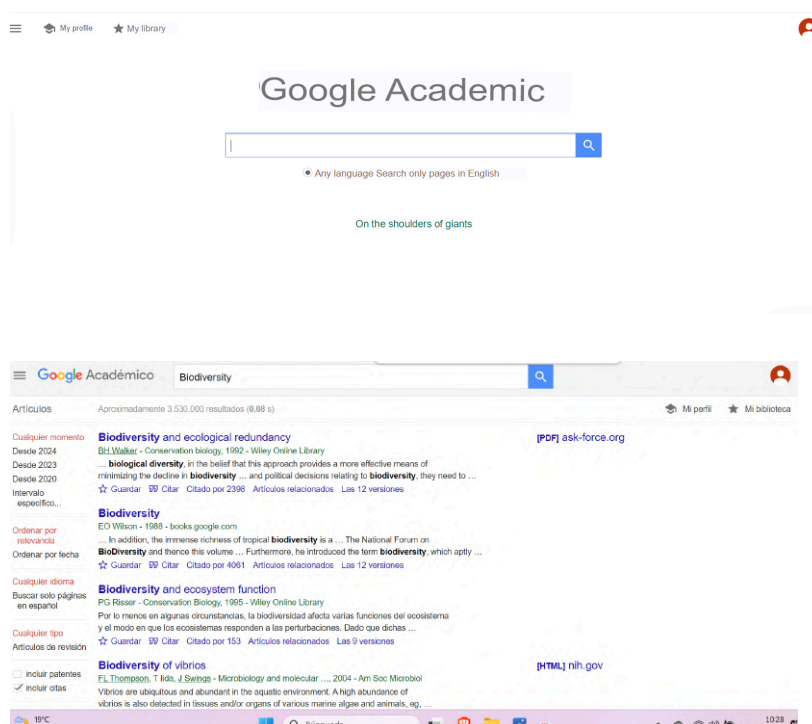 My profile My library
Google Academic
Any language Search only pages in English
On the shoulders of giants
Google Académico Biodiversity
Artículos Aproximadamente 3.530.000 resultados (0,08 s) Mi perfil Mi biblioteca
Cualquier momento
Desde 2024
Desde 2023
Desde 2020
Intervalo
específico...
Ordenar por
relevancia
Ordenar por fecha
Cualquier idioma
Buscar solo páginas
en español
Cualquier tipo
Artículos de revisión
incluir patentes
incluir citas
Biodiversity and ecological redundancy [PDF] ask-force.org
BH Walker - Conservation biology, 1992 - Wiley Online Library
... biological diversity, in the belief that this approach provides a more effective means of
minimizing the decline in biodiversity ... and political decisions relating to biodiversity, they need to ...
Guardar Citar Citado por 2398 Artículos relacionados Las 12 versiones
Biodiversity
EO Wilson - 1988 - books.google.com
... In addition, the immense richness of tropical biodiversity is a ... The National Forum on
BioDiversity and thence this volume ... Furthermore, he introduced the term biodiversity, which aptly ...
Guardar Citar Citado por 4061 Artículos relacionados Las 12 versiones
Biodiversity and ecosystem function
PG Risser - Conservation Biology, 1995 - Wiley Online Library
Por lo menos en algunas circunstancias, la biodiversidad afecta varias funciones del ecosistema
y el modo en que los ecosistemas responden a las perturbaciones. Dado que dichas ...
Guardar Citar Citado por 153 Artículos relacionados Las 9 versiones
Biodiversity of vibrios [HTML] nih.gov
FL Thompson, T Iida, J Swings - Microbiology and molecular ..., 2004 - Am Soc Microbiol
Vibrios are ubiquitous and abundant in the aquatic environment. A high abundance of
vibrios is also detected in tissues and/or organs of various marine algae and animals, eg, ...
19°C 10:28